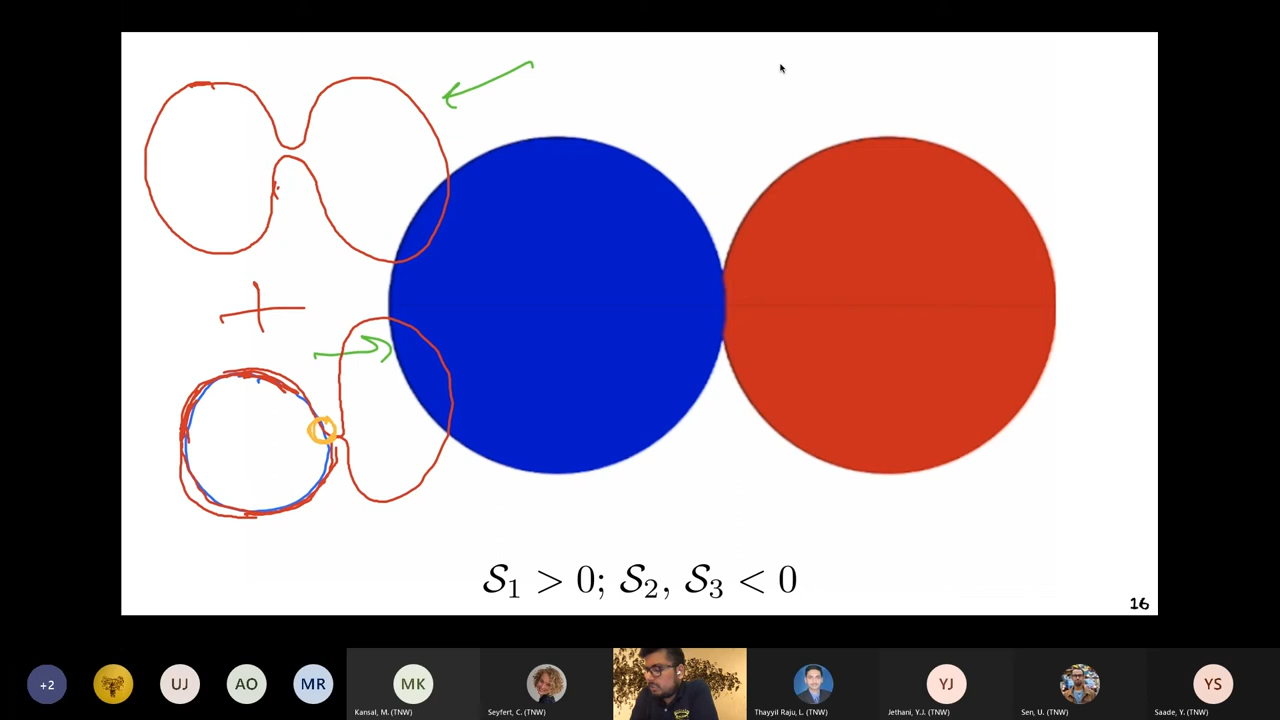 +
S₁ > 0; S₂, S₃ < 0
16
+2
UJ
AO
MR
MK
YJ
YS
Kansal, M. (TNW)
Seyfert, C. (TNW)
Thayyil Raju, L. (TNW)
Jethani, Y.J. (TNW)
Sen, U. (TNW)
Saade, Y. (TNW)